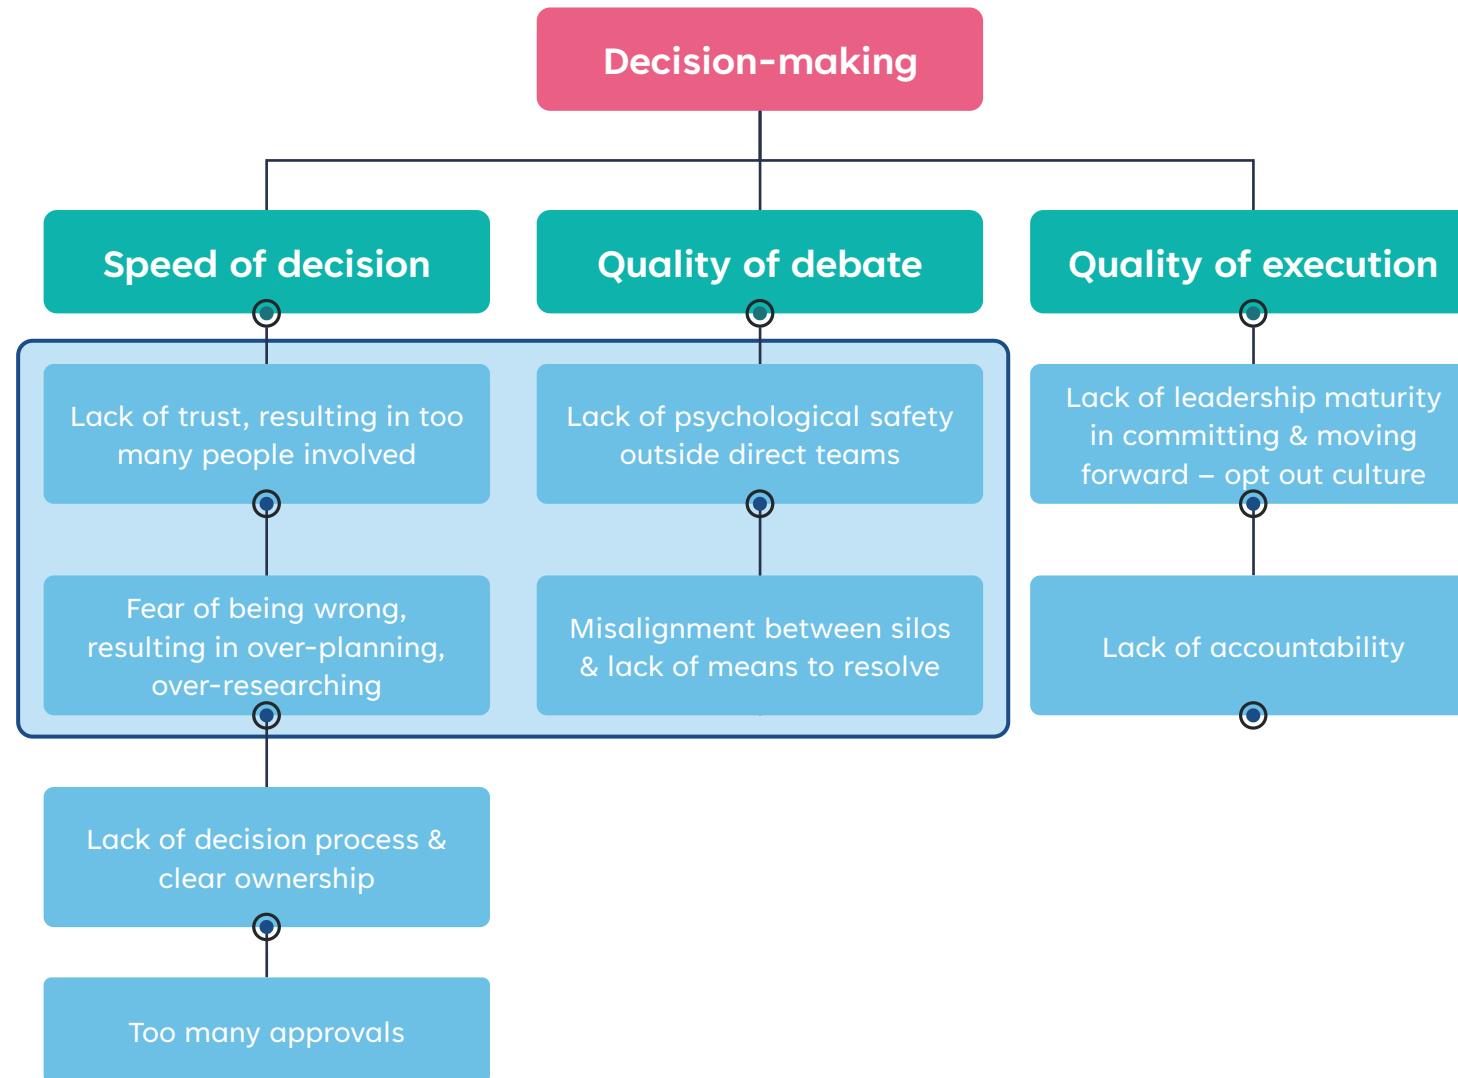 Decision-making
Speed of decision
Quality of debate
Quality of execution
Lack of trust, resulting in too
many people involved
Lack of psychological safety
outside direct teams
Lack of leadership maturity
in committing & moving
forward – opt out culture
Fear of being wrong,
resulting in over-planning,
over-researching
Misalignment between silos
& lack of means to resolve
Lack of accountability
Lack of decision process &
clear ownership
Too many approvals